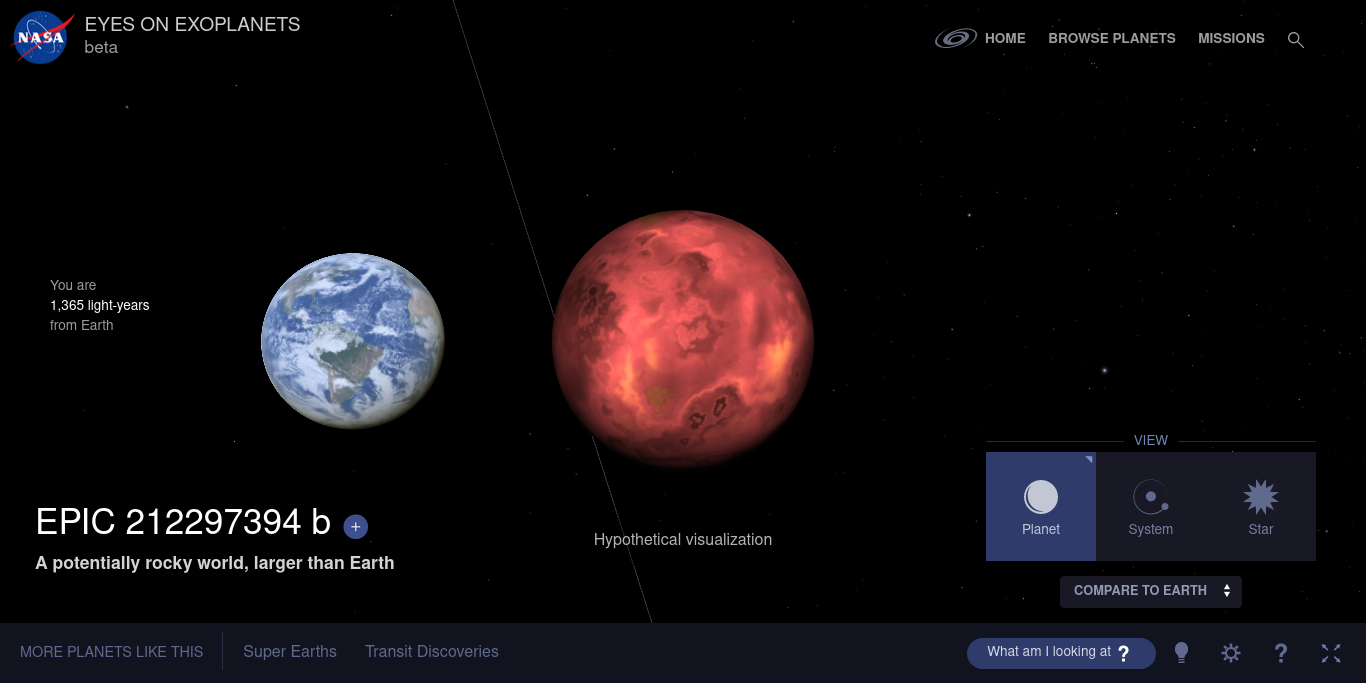 NASA
EYES ON EXOPLANETS
beta
HOME
BROWSE PLANETS
MISSIONS
You are
1,365 light-years
from Earth
EPIC 212297394 b +
A potentially rocky world, larger than Earth
Hypothetical visualization
VIEW
Planet
System
Star
COMPARE TO EARTH
MORE PLANETS LIKE THIS
Super Earths
Transit Discoveries
What am I looking at ?
?